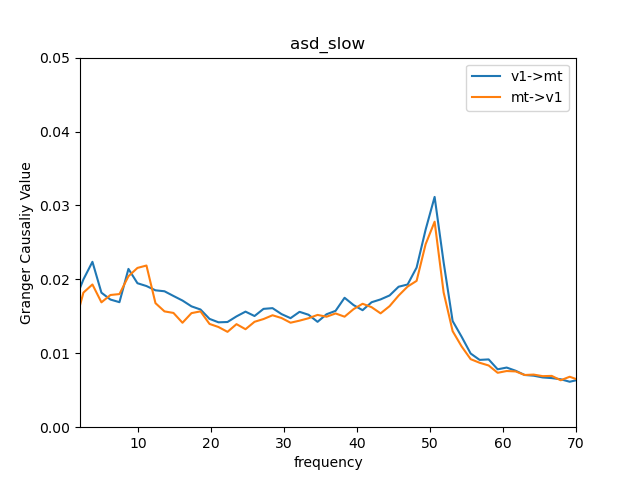 asd_slow
0.05
0.04
0.03
0.02
0.01
0.00
Granger Causaliy Value
v1->mt
mt->v1
10 20 30 40 50 60 70
frequency